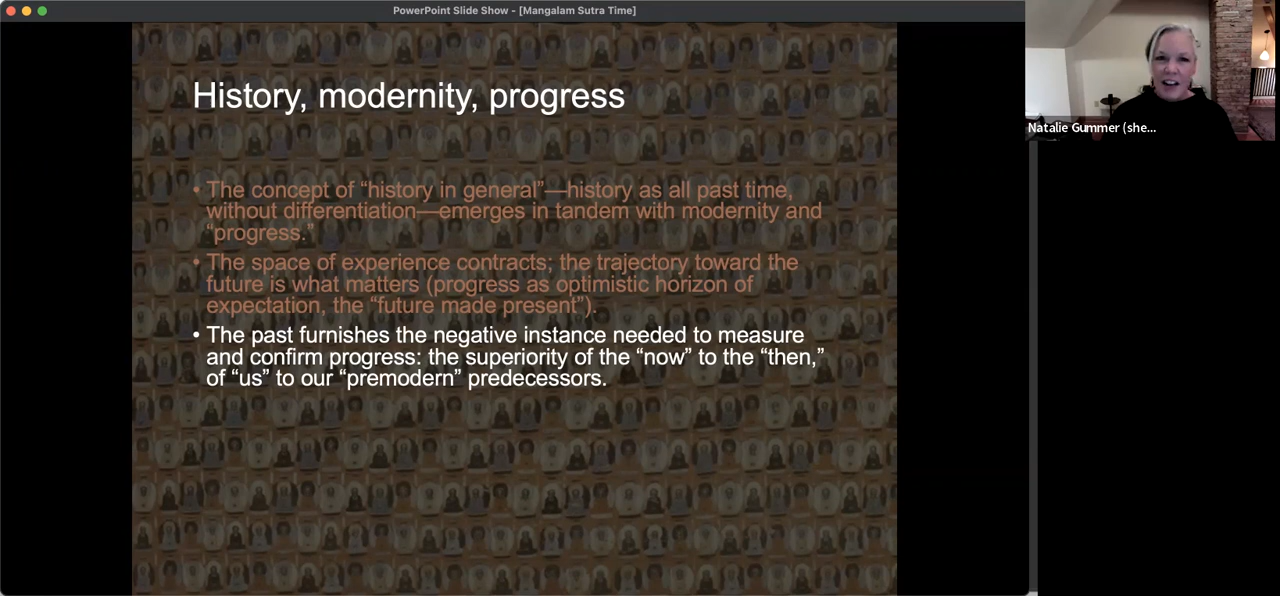 PowerPoint Slide Show - [Mangalam Sutra Time]
Natalie Gummer (she...
History, modernity, progress
• The concept of “history in general”—history as all past time,
without differentiation—emerges in tandem with modernity and
“progress.”
• The space of experience contracts; the trajectory toward the
future is what matters (progress as optimistic horizon of
expectation, the “future made present”).
• The past furnishes the negative instance needed to measure
and confirm progress: the superiority of the “now” to the “then,”
of “us” to our “premodern” predecessors.